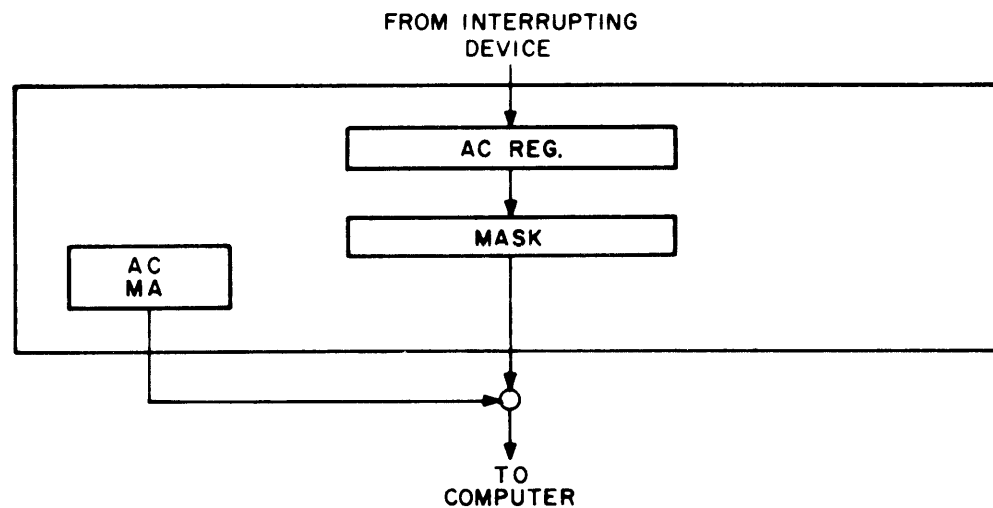 FROM INTERRUPTING
DEVICE
AC REG.
MASK
AC
MA
TO
COMPUTER